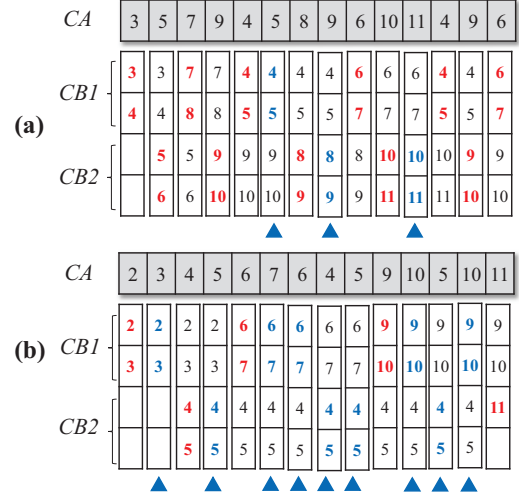 CA 3 5 7 9 4 5 8 9 6 10 11 4 9 6
3 3 7 7 4 4 4 4 6 6 6 4 4 6
CB1
4 4 8 8 5 5 5 5 7 7 7 5 5 7
(a)
5 5 9 9 9 8 8 8 10 10 10 9 9
CB2
6 6 10 10 10 9 9 9 11 11 11 10 10
CA 2 3 4 5 6 7 6 4 5 9 10 5 10 11
2 2 2 2 6 6 6 6 6 9 9 9 9 9
CB1
(b)
3 3 3 3 7 7 7 7 7 10 10 10 10 10
4 4 4 4 4 4 4 4 4 4 4 11
CB2
5 5 5 5 5 5 5 5 5 5 5